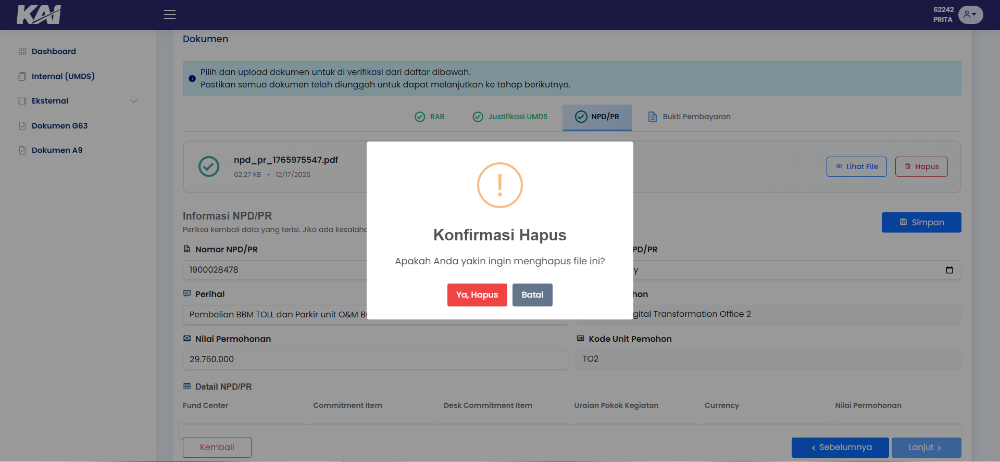 KAI
62242
PRITA
Dashboard
Internal (UMDS)
Eksternal
Dokumen G63
Dokumen A9
Dokumen
Pilih dan upload dokumen untuk di verifikasi dari daftar dibawah.
Pastikan semua dokumen telah diunggah untuk dapat melanjutkan ke tahap berikutnya.
RAB
Justifikasi UMDS
NPD/PR
Bukti Pembayaran
npd_pr_1765975547.pdf
62.27 KB • 12/17/2025
Lihat File
Hapus
Konfirmasi Hapus
Apakah Anda yakin ingin menghapus file ini?
Ya, Hapus
Batal
Informasi NPD/PR
Periksa kembali data yang terisi. Jika ada
Simpan
Nomor NPD/PR
1900028478
PD/PR
y
Perihal
Pembelian BBM TOLL dan Parkir unit O&M
hon
gital Transformation Office 2
Nilai Permohonan
29.760.000
Kode Unit Pemohon
TO2
Detail NPD/PR
Fund Center
Commitment Item
Desk Commitment Item
Uraian Pokok Kegiatan
Currency
Nilai Permohonan
Kembali
Sebelumnya
Lanjut